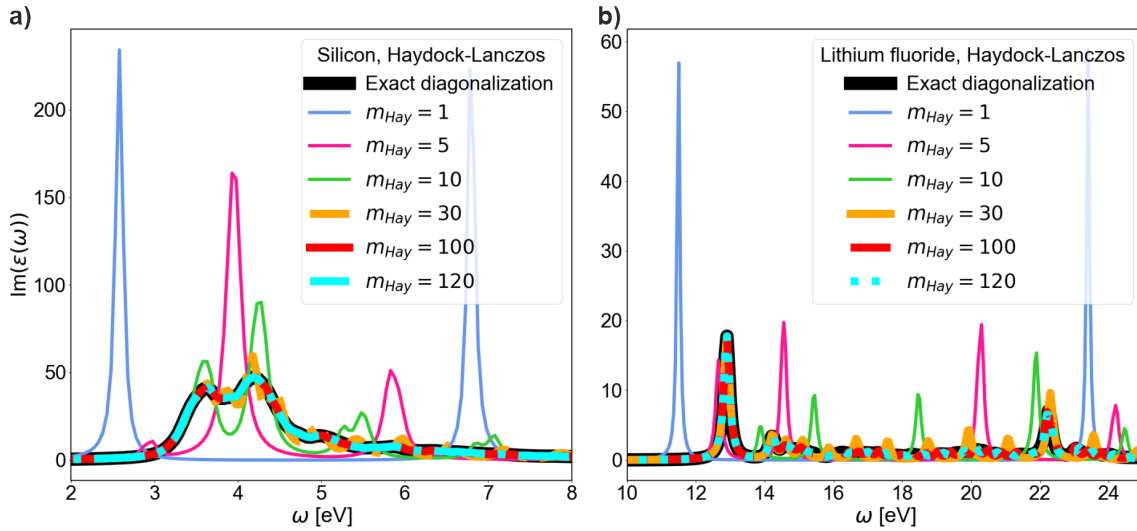 a)
Silicon, Haydock-Lanczos
Exact diagonalization
m_Hay = 1
m_Hay = 5
m_Hay = 10
m_Hay = 30
m_Hay = 100
m_Hay = 120
Im(ε(ω))
200
150
100
50
0
2 3 4 5 6 7 8
ω [eV]
b)
Lithium fluoride, Haydock-Lanczos
Exact diagonalization
m_Hay = 1
m_Hay = 5
m_Hay = 10
m_Hay = 30
m_Hay = 100
m_Hay = 120
60
50
40
30
20
10
0
10 12 14 16 18 20 22 24
ω [eV]